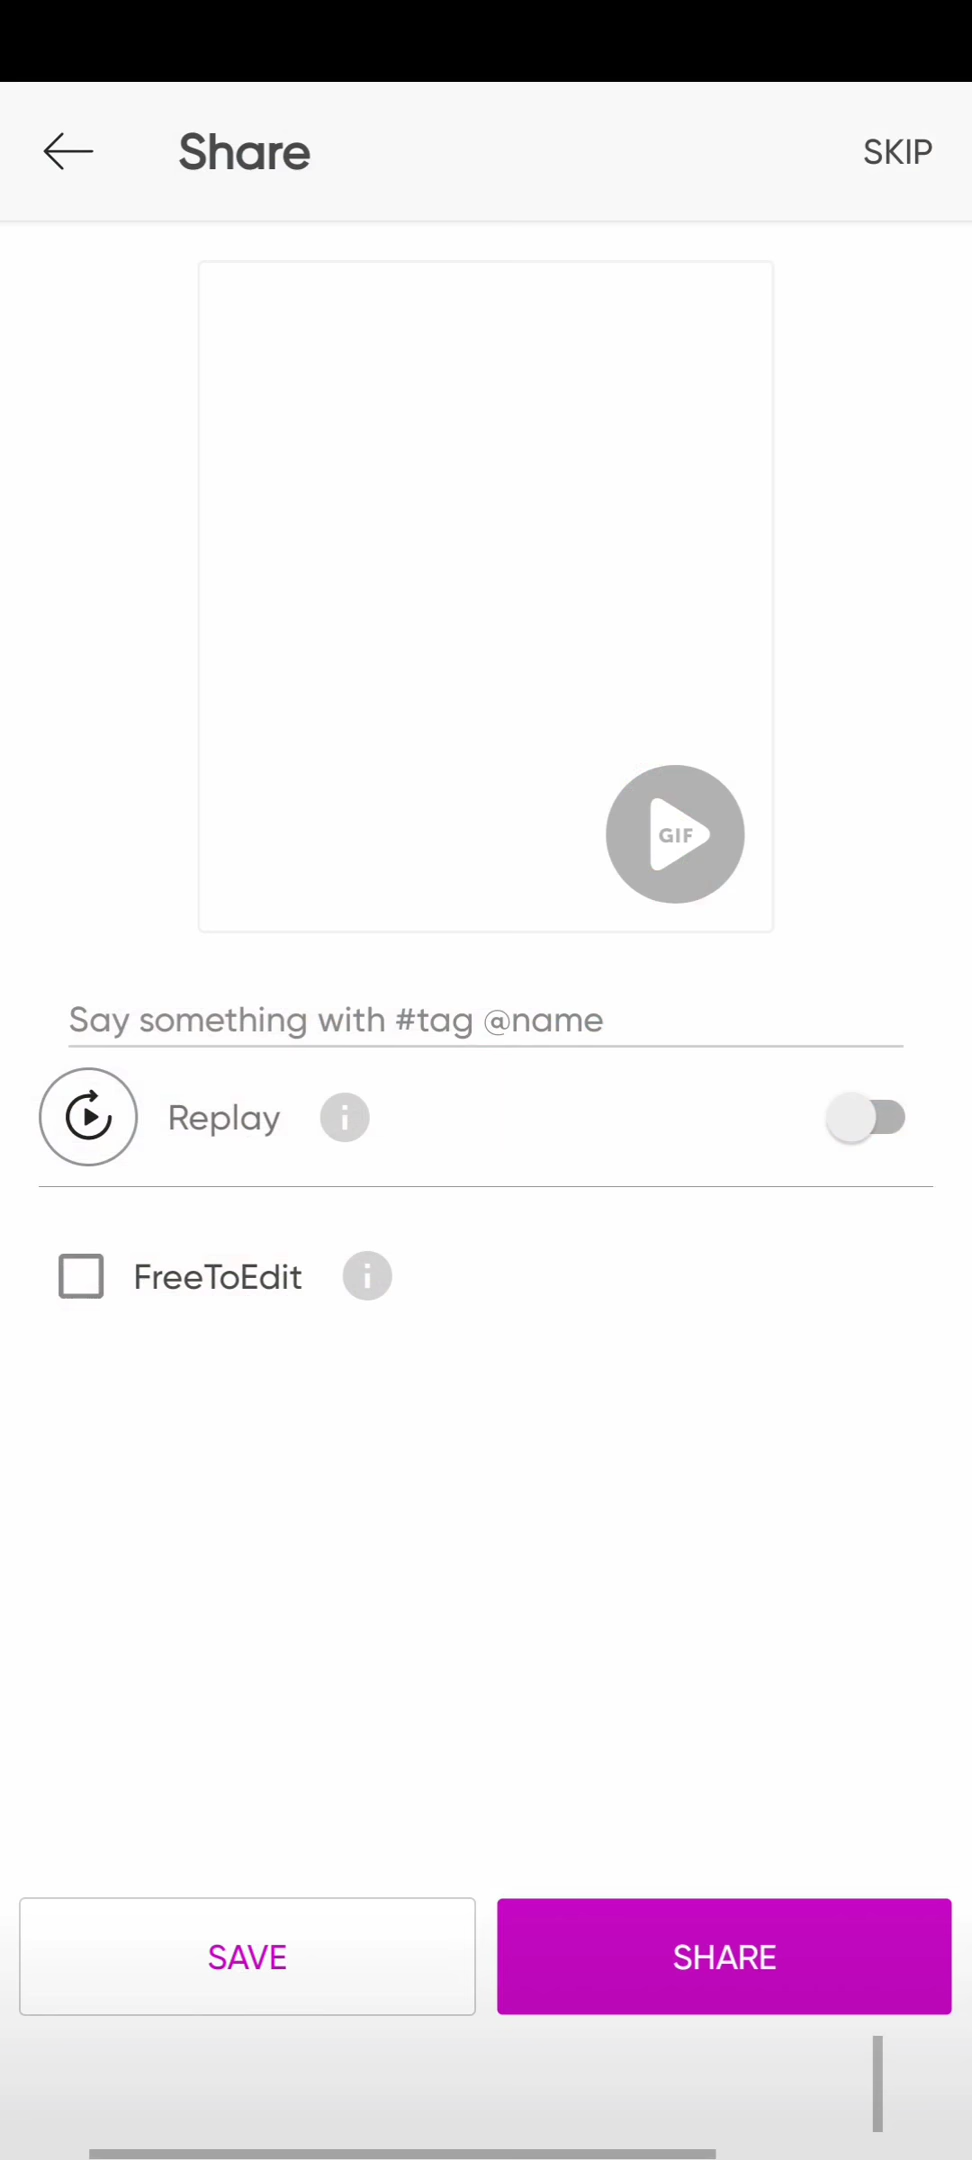 Share
SKIP
GIF
Say something with #tag @name
Replay
FreeToEdit
SAVE
SHARE